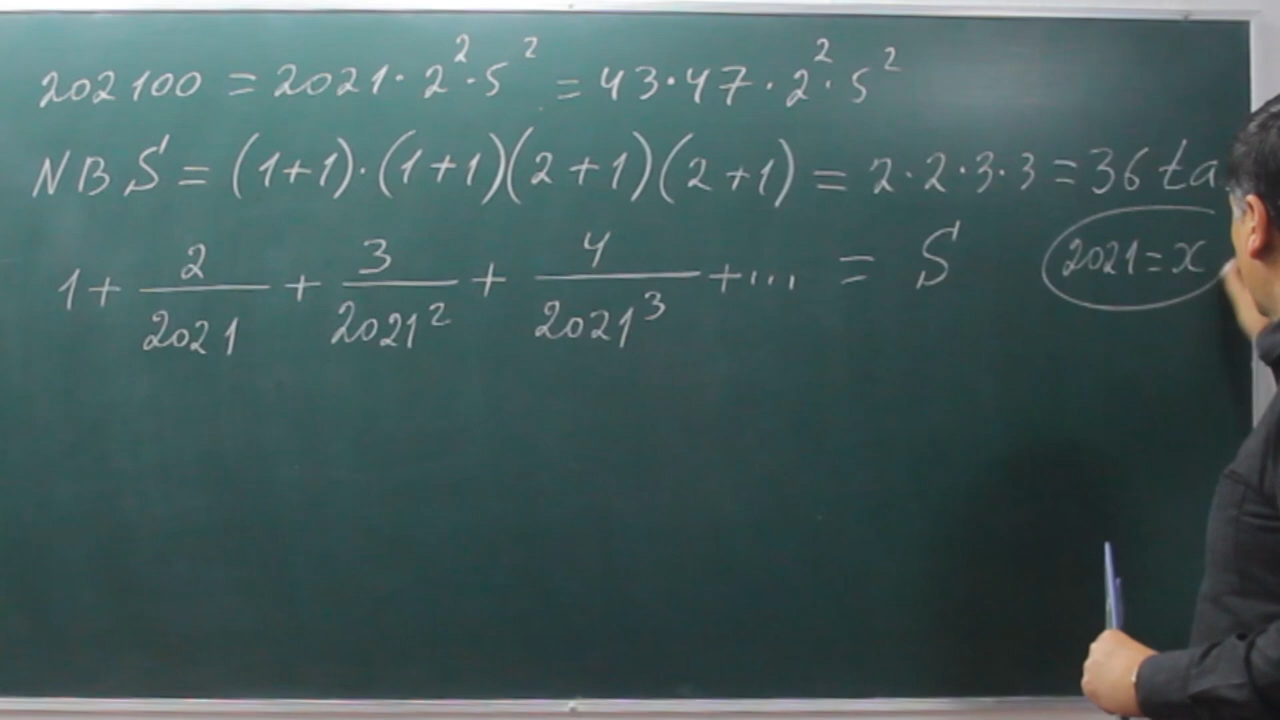 202100 = 2021 · 2² · 5² = 43 · 47 · 2² · 5²
NBS = (1+1)·(1+1)(2+1)(2+1) = 2·2·3·3 = 36 ta
1 + 2/2021 + 3/2021² + 4/2021³ + ... = S
2021 = x